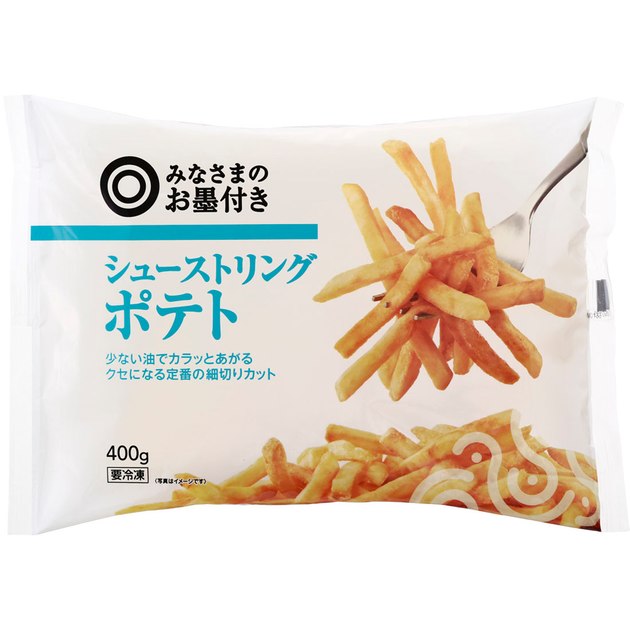 みなさまの
お墨付き
シューストリング
ポテト
少ない油でカラッとあがる
クセになる定番の細切りカット
400g
要冷凍
(写真はイメージです)